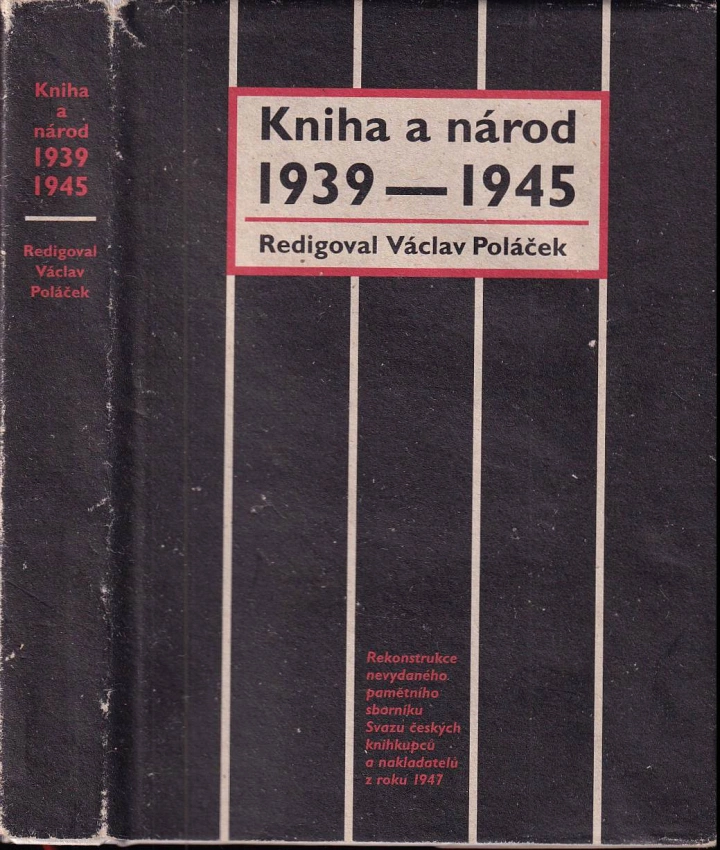 Kniha
a
národ
1939
1945
Redigoval
Václav
Poláček
Kniha a národ
1939—1945
Redigoval Václav Poláček
Rekonstrukce
nevydaného
pamětního
sborníku
Svazu českých
knihkupců
a nakladatelů
z roku 1947